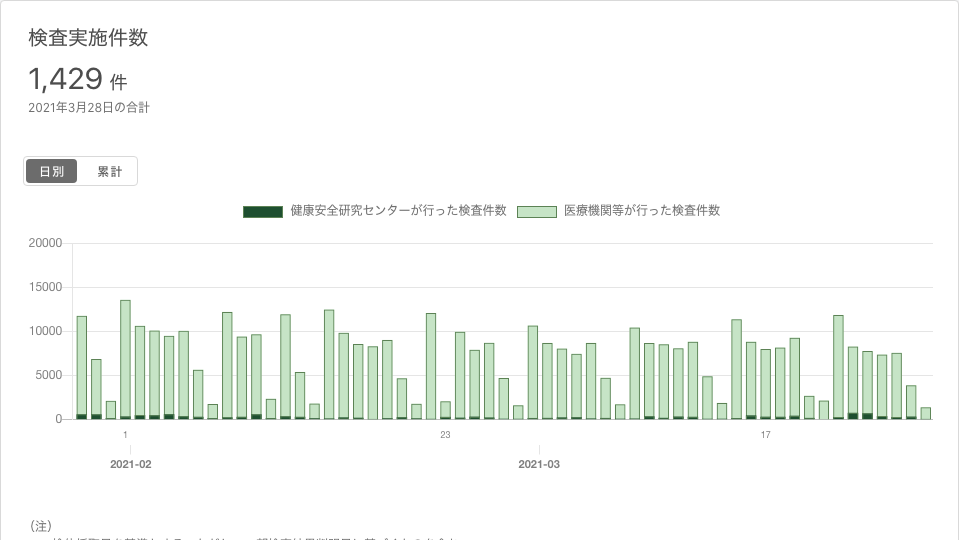 検査実施件数
1,429 件
2021年3月28日の合計
日別 累計
健康安全研究センターが行った検査件数 医療機関等が行った検査件数
20000
15000
10000
5000
0
1 23 17
2021-02 2021-03
（注）